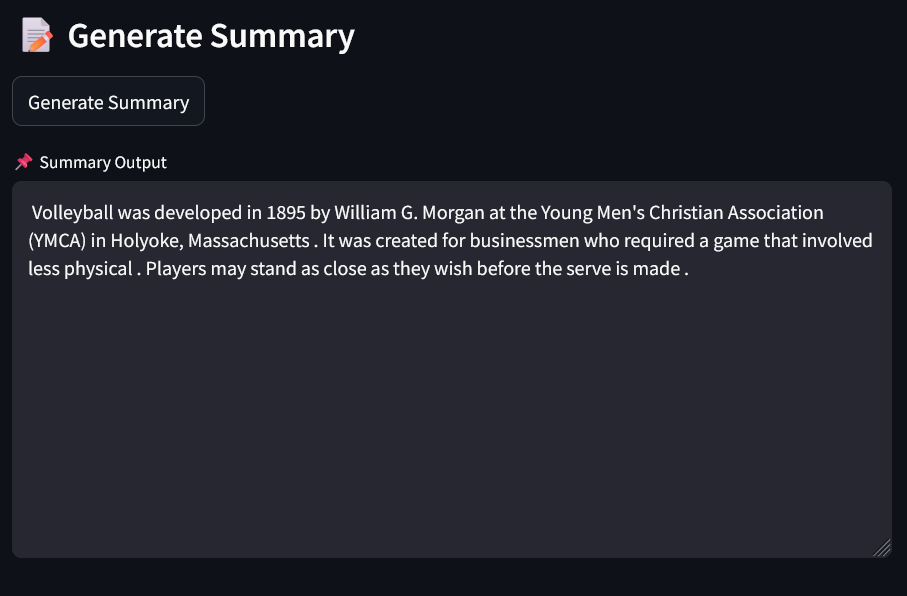 Generate Summary
Generate Summary
Summary Output
Volleyball was developed in 1895 by William G. Morgan at the Young Men's Christian Association
(YMCA) in Holyoke, Massachusetts . It was created for businessmen who required a game that involved
less physical . Players may stand as close as they wish before the serve is made .